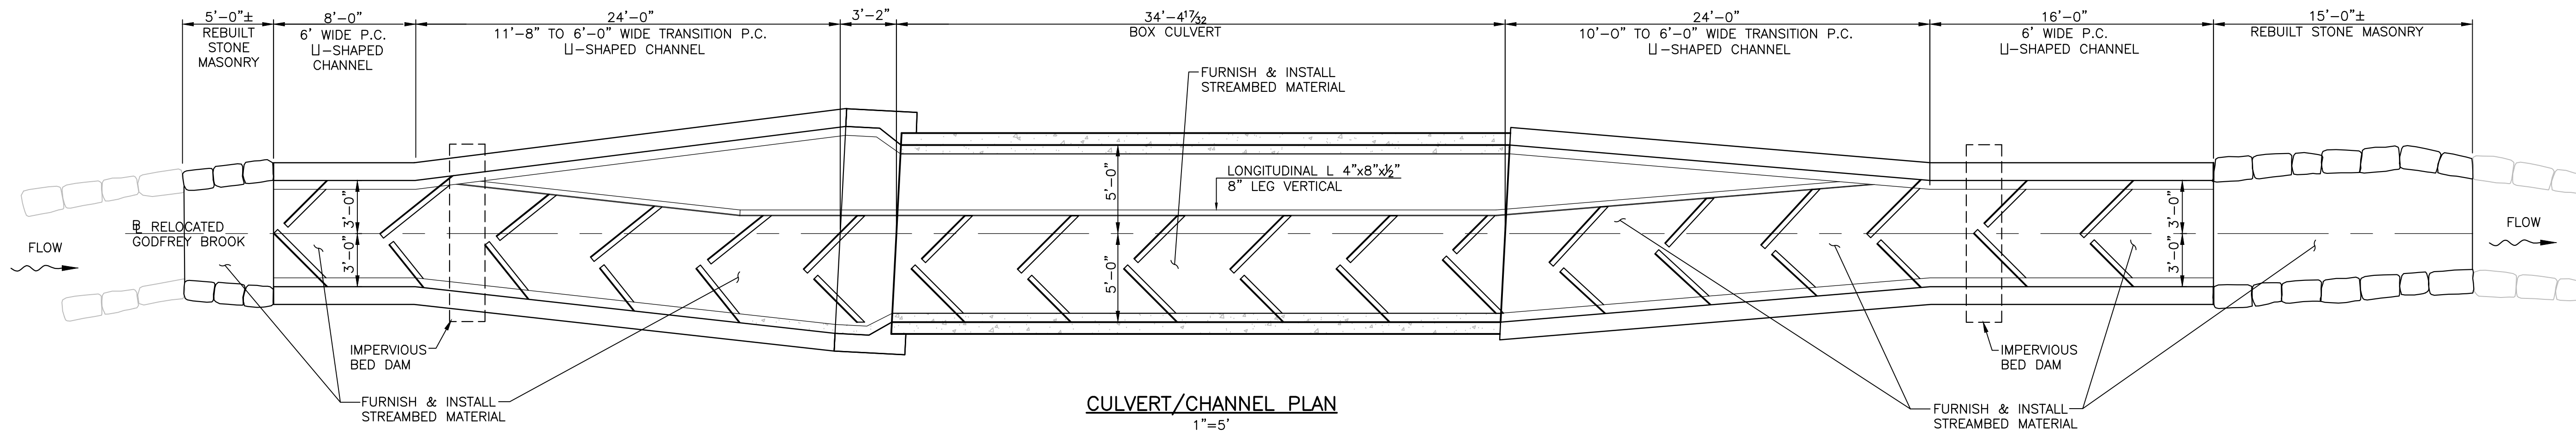 5'-0"±
REBUILT
STONE
MASONRY
8'-0"
6' WIDE P.C.
⊔-SHAPED
CHANNEL
24'-0"
11'-8" TO 6'-0" WIDE TRANSITION P.C.
⊔-SHAPED CHANNEL
3'-2"
34'-4 17/32
BOX CULVERT
24'-0"
10'-0" TO 6'-0" WIDE TRANSITION P.C.
⊔-SHAPED CHANNEL
16'-0"
6' WIDE P.C.
⊔-SHAPED CHANNEL
15'-0"±
REBUILT STONE MASONRY
FURNISH & INSTALL
STREAMBED MATERIAL
LONGITUDINAL L 4"x8"x½"
8" LEG VERTICAL
5'-0"
5'-0"
3'-0"
3'-0"
3'-0"
3'-0"
RELOCATED
GODFREY BROOK
FLOW
FLOW
IMPERVIOUS
BED DAM
IMPERVIOUS
BED DAM
FURNISH & INSTALL
STREAMBED MATERIAL
FURNISH & INSTALL
STREAMBED MATERIAL
CULVERT/CHANNEL PLAN
1"=5'